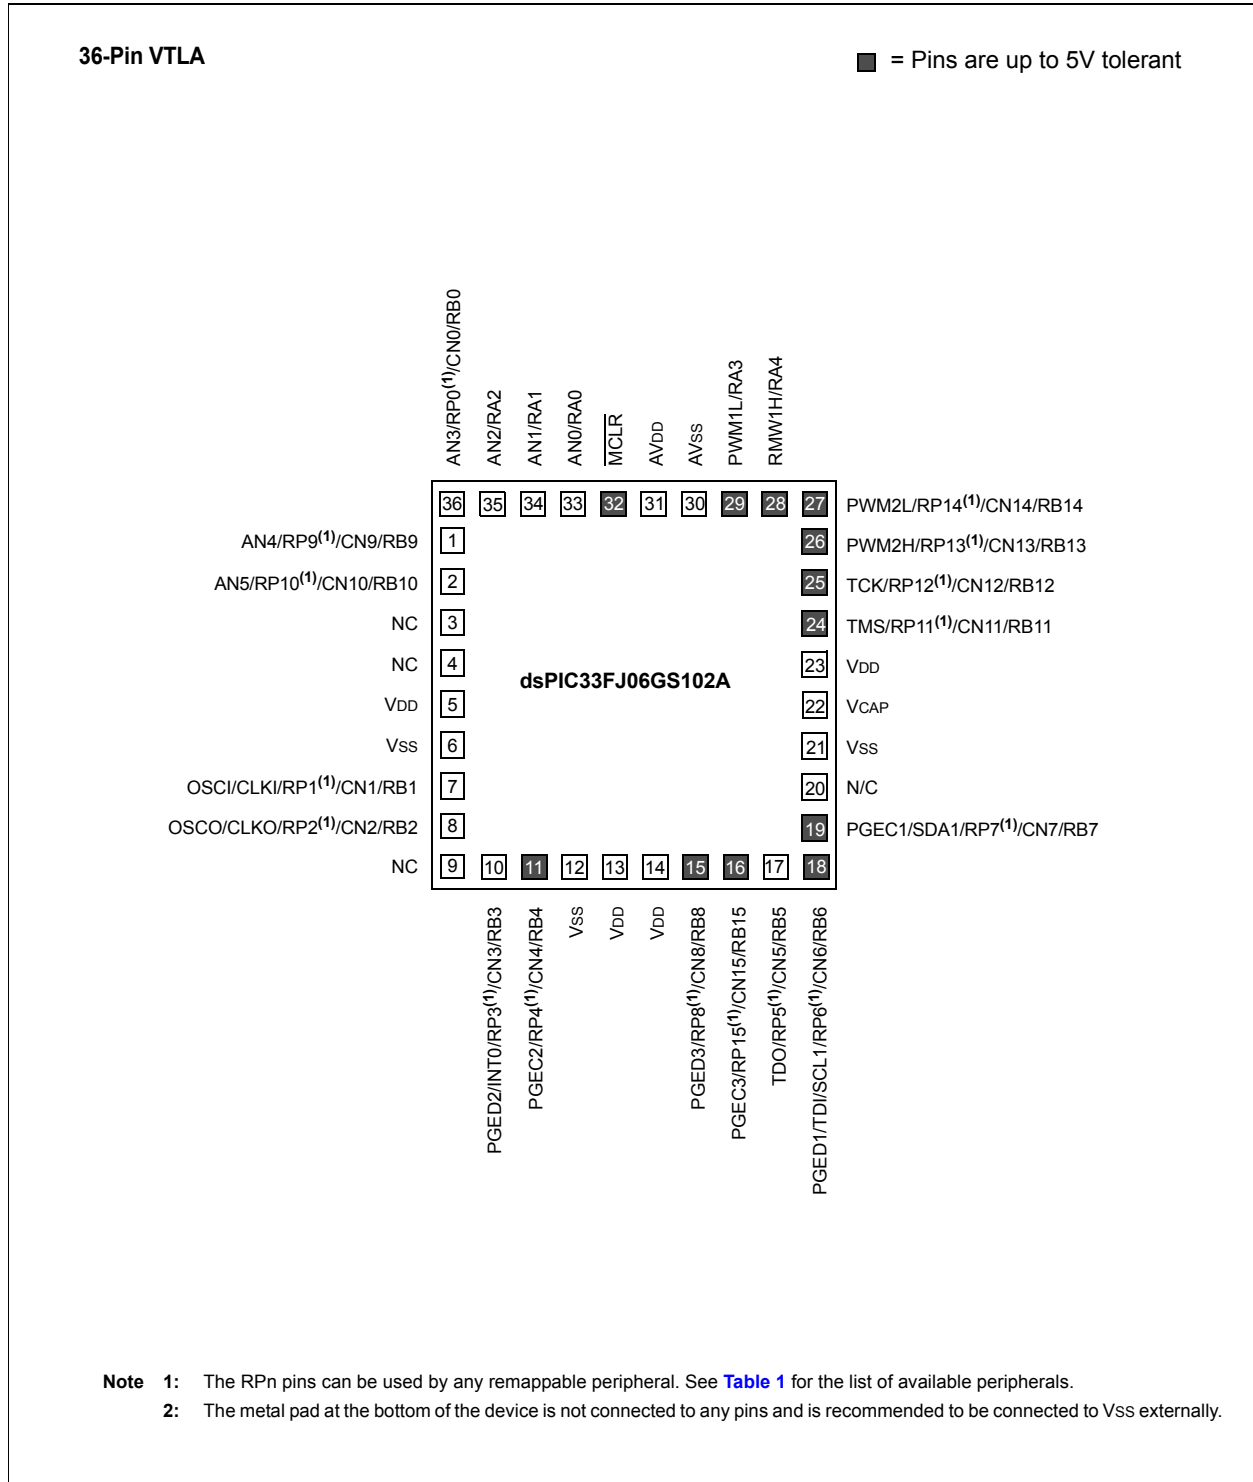 36-Pin VTLA
= Pins are up to 5V tolerant
AN3/RP0(1)/CN0/RB0
AN2/RA2
AN1/RA1
AN0/RA0
MCLR
AVDD
AVSS
PWM1L/RA3
RMW1H/RA4
36 35 34 33 32 31 30 29 28 27 PWM2L/RP14(1)/CN14/RB14
AN4/RP9(1)/CN9/RB9 1 26 PWM2H/RP13(1)/CN13/RB13
AN5/RP10(1)/CN10/RB10 2 25 TCK/RP12(1)/CN12/RB12
NC 3 24 TMS/RP11(1)/CN11/RB11
NC 4 23 VDD
dsPIC33FJ06GS102A
VDD 5 22 VCAP
VSS 6 21 VSS
OSCI/CLKI/RP1(1)/CN1/RB1 7 20 N/C
OSCO/CLKO/RP2(1)/CN2/RB2 8 19 PGEC1/SDA1/RP7(1)/CN7/RB7
NC 9 10 11 12 13 14 15 16 17 18
PGED2/INT0/RP3(1)/CN3/RB3
PGEC2/RP4(1)/CN4/RB4
VSS
VDD
VDD
PGED3/RP8(1)/CN8/RB8
PGEC3/RP15(1)/CN15/RB15
TDO/RP5(1)/CN5/RB5
PGED1/TDI/SCL1/RP6(1)/CN6/RB6
Note 1: The RPn pins can be used by any remappable peripheral. See Table 1 for the list of available peripherals.
2: The metal pad at the bottom of the device is not connected to any pins and is recommended to be connected to VSS externally.